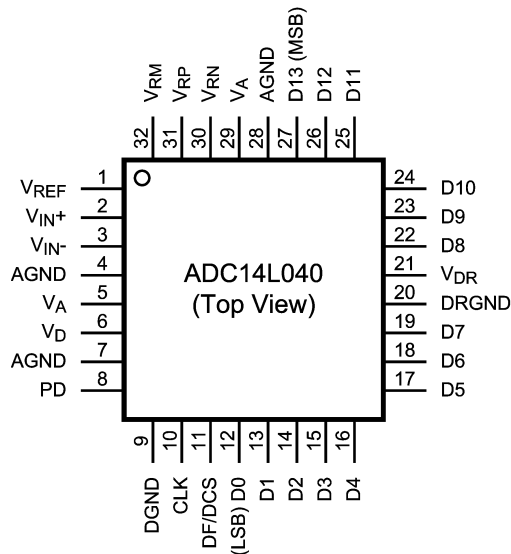 VRM
VRP
VRN
VA
AGND
D13 (MSB)
D12
D11
32
31
30
29
28
27
26
25
VREF 1
VIN+ 2
VIN- 3
AGND 4
VA 5
VD 6
AGND 7
PD 8
ADC14L040
(Top View)
24 D10
23 D9
22 D8
21 VDR
20 DRGND
19 D7
18 D6
17 D5
9
10
11
12
13
14
15
16
DGND
CLK
DF/DCS
(LSB) D0
D1
D2
D3
D4